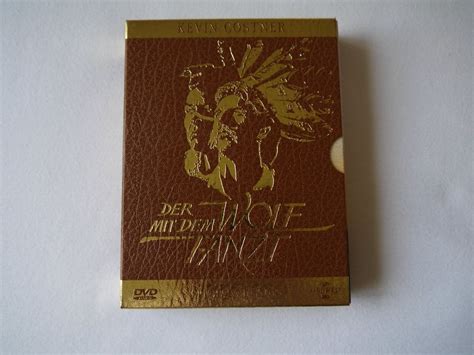 KEVIN COSTNER
DER
MIT DEM WOLF
TANZT
DVD